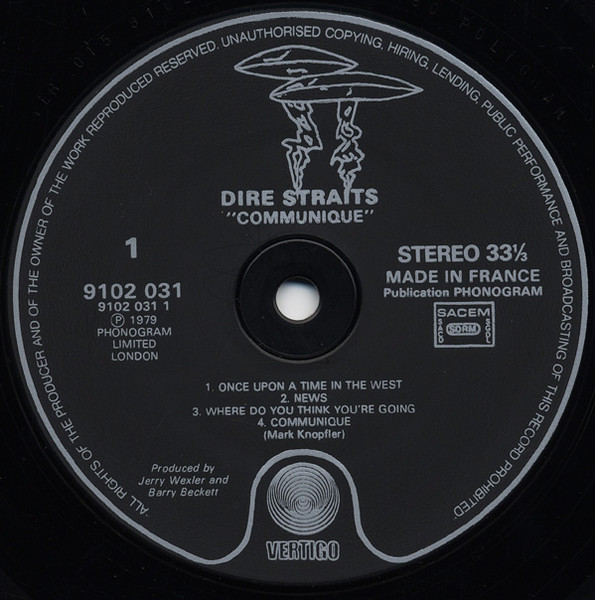 "ALL RIGHTS OF THE PRODUCER AND OF THE OWNER OF THE WORK REPRODUCED RESERVED. UNAUTHORISED COPYING, HIRING, LENDING, PUBLIC PERFORMANCE AND BROADCASTING OF THIS RECORD PROHIBITED"
DIRE STRAITS
"COMMUNIQUE"
1
9102 031
9102 031 1
Ⓟ 1979
PHONOGRAM
LIMITED
LONDON
STEREO 33⅓
MADE IN FRANCE
Publication PHONOGRAM
SACEM
SACD SDRM SGDL
1. ONCE UPON A TIME IN THE WEST
2. NEWS
3. WHERE DO YOU THINK YOU'RE GOING
4. COMMUNIQUE
(Mark Knopfler)
Produced by
Jerry Wexler and
Barry Beckett
VERTIGO